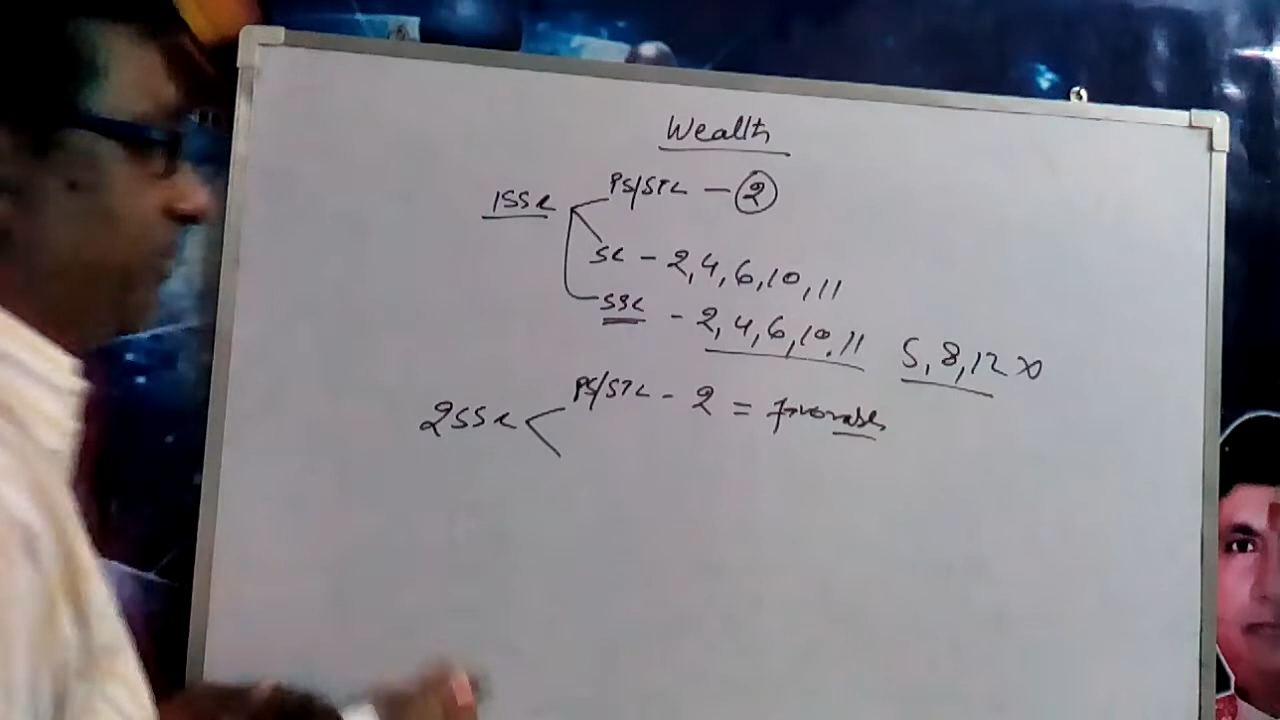 Wealth
1SSL PS/STL - 2
SL - 2,4,6,10,11
SSL - 2,4,6,10,11 5,8,12 x
2SSL PS/STL - 2 =